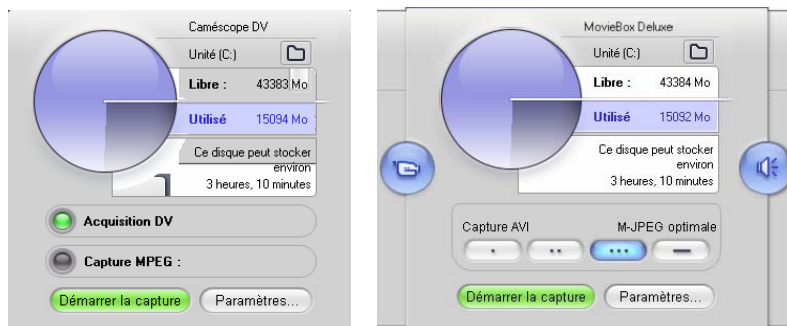 Caméscope DV
Unité (C:)
Libre : 43383 Mo
Utilisé 15094 Mo
Ce disque peut stocker
environ
3 heures, 10 minutes
Acquisition DV
Capture MPEG :
Démarrer la capture Paramètres...
MovieBox Deluxe
Unité (C:)
Libre : 43384 Mo
Utilisé 15092 Mo
Ce disque peut stocker
environ
3 heures, 10 minutes
Capture AVI M-JPEG optimale
Démarrer la capture Paramètres...